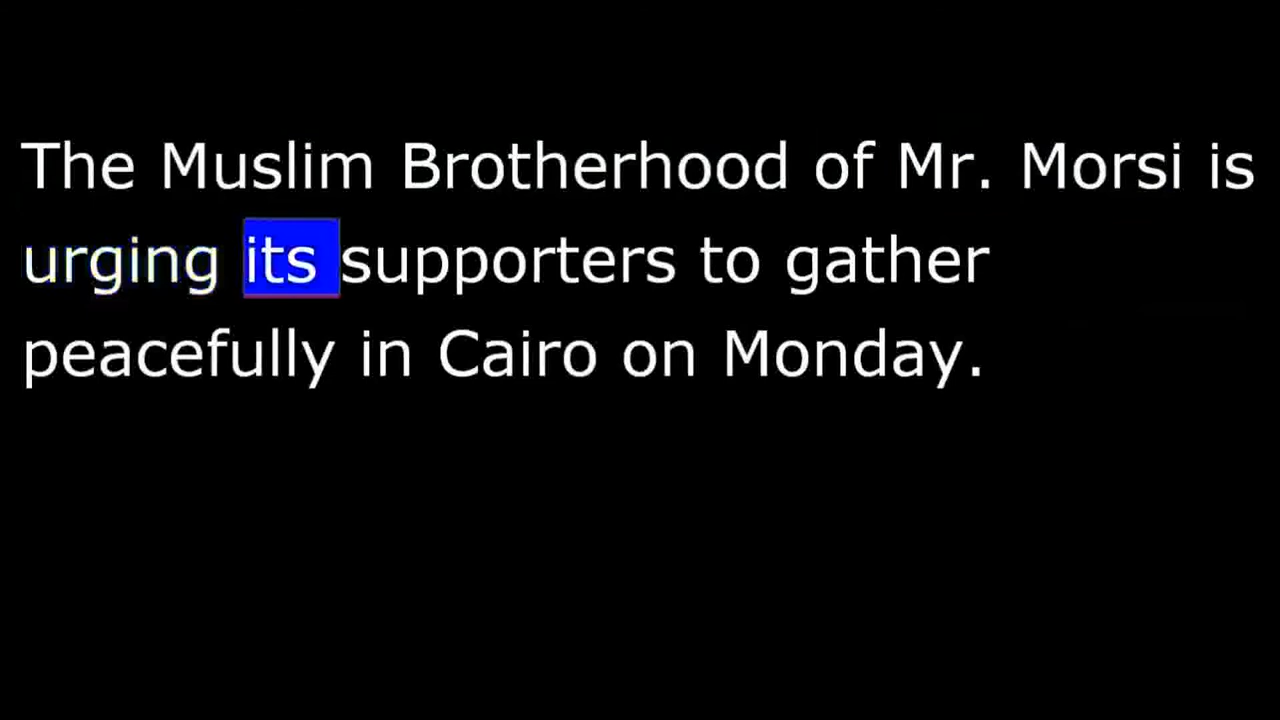 The Muslim Brotherhood of Mr. Morsi is
urging its supporters to gather
peacefully in Cairo on Monday.